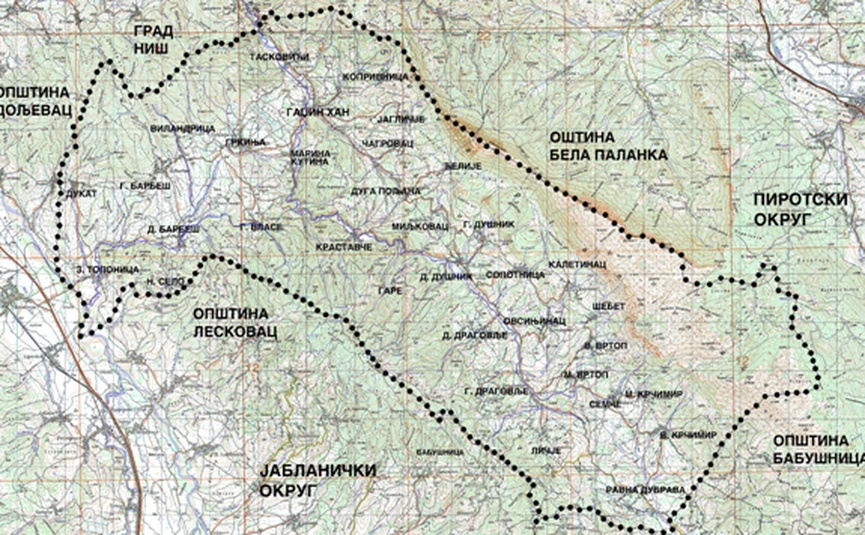 ГРАД
НИШ
ОПШТИНА
ДОЉЕВАЦ
ТАСКОВИЋИ
КОПРИВНИЦА
ГАЏИН ХАН
ЈАГЛИЧЈЕ
ВИЛАНДРИЦА
ГРКИЊА
ЧАГРОВАЦ
МАРИНА
КУТИНА
ОШТИНА
БЕЛА ПАЛАНКА
ЋЕЛИЈЕ
ДУКАТ
Г. БАРБЕШ
ДУГА ПОЉАНА
ПИРОТСКИ
ОКРУГ
Д. БАРБЕШ
Г. ВЛАСЕ
МИЉКОВАЦ
Г. ДУШНИК
КРАСТАВЧЕ
З. ТОПОНИЦА
Н. СЕЛО
КАЛЕТИНАЦ
Д. ДУШНИК
СОПОТНИЦА
ГАРЕ
ОПШТИНА
ЛЕСКОВАЦ
ШЕБЕТ
ОВСИЊИНАЦ
Д. ДРАГОВЉЕ
В. ВРТОП
М. ВРТОП
Г. ДРАГОВЉЕ
М. КРЧИМИР
СЕМЧЕ
В. КРЧИМИР
ОПШТИНА
БАБУШНИЦА
БАБУШНИЦА
ЛИЧЈЕ
ЈАБЛАНИЧКИ
ОКРУГ
РАВНА ДУБРАВА